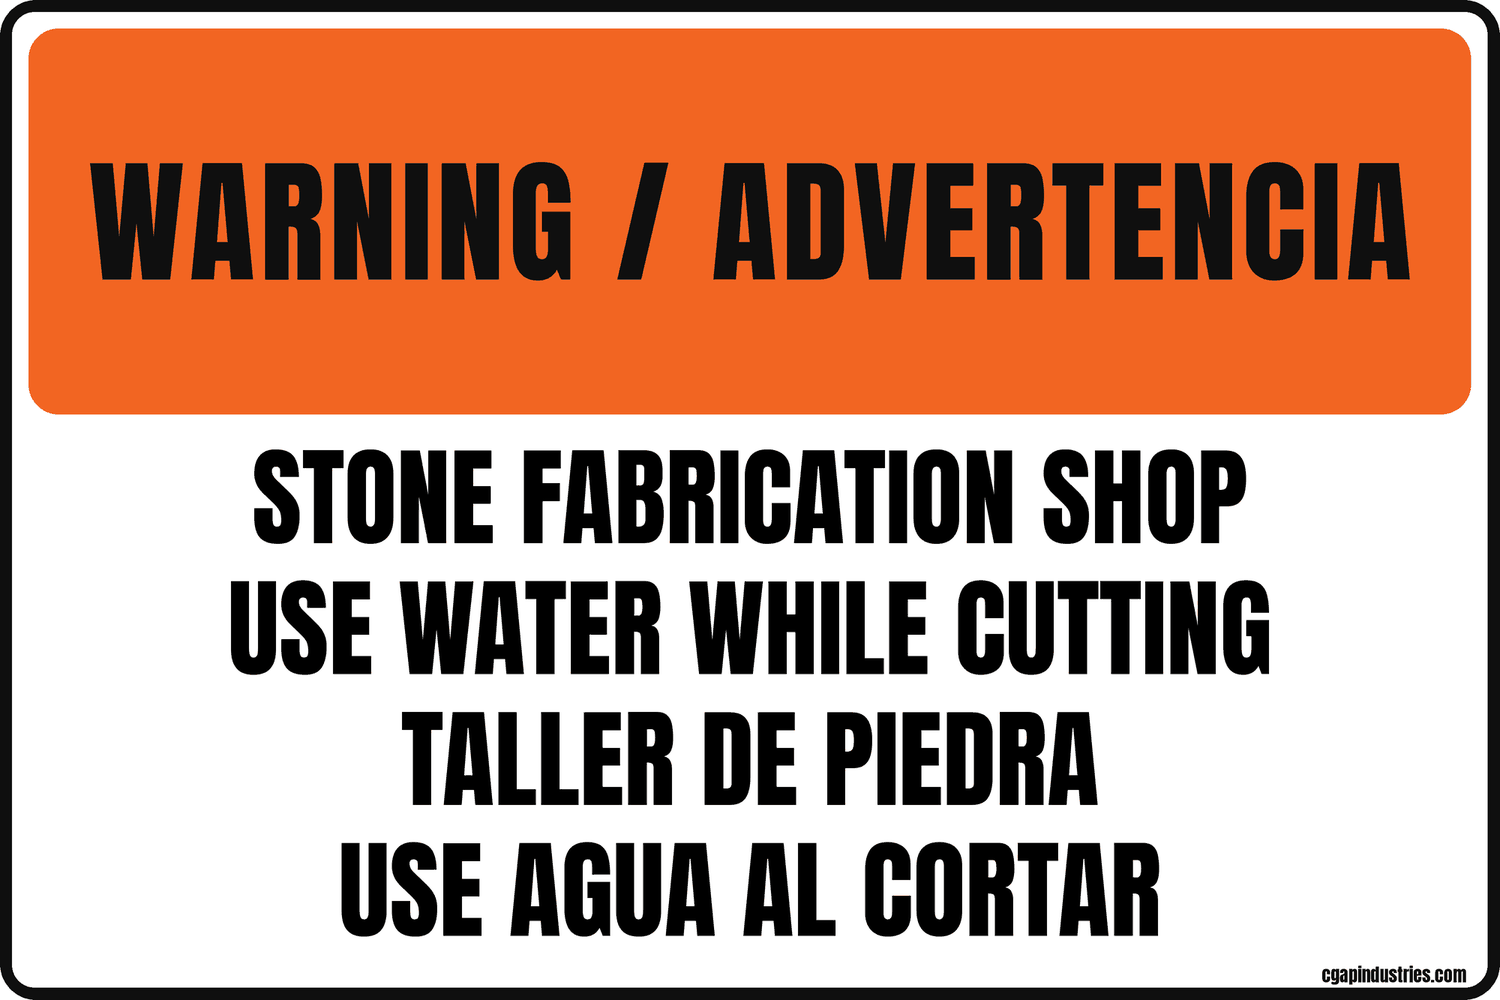 WARNING / ADVERTENCIA
STONE FABRICATION SHOP
USE WATER WHILE CUTTING
TALLER DE PIEDRA
USE AGUA AL CORTAR
cgapindustries.com